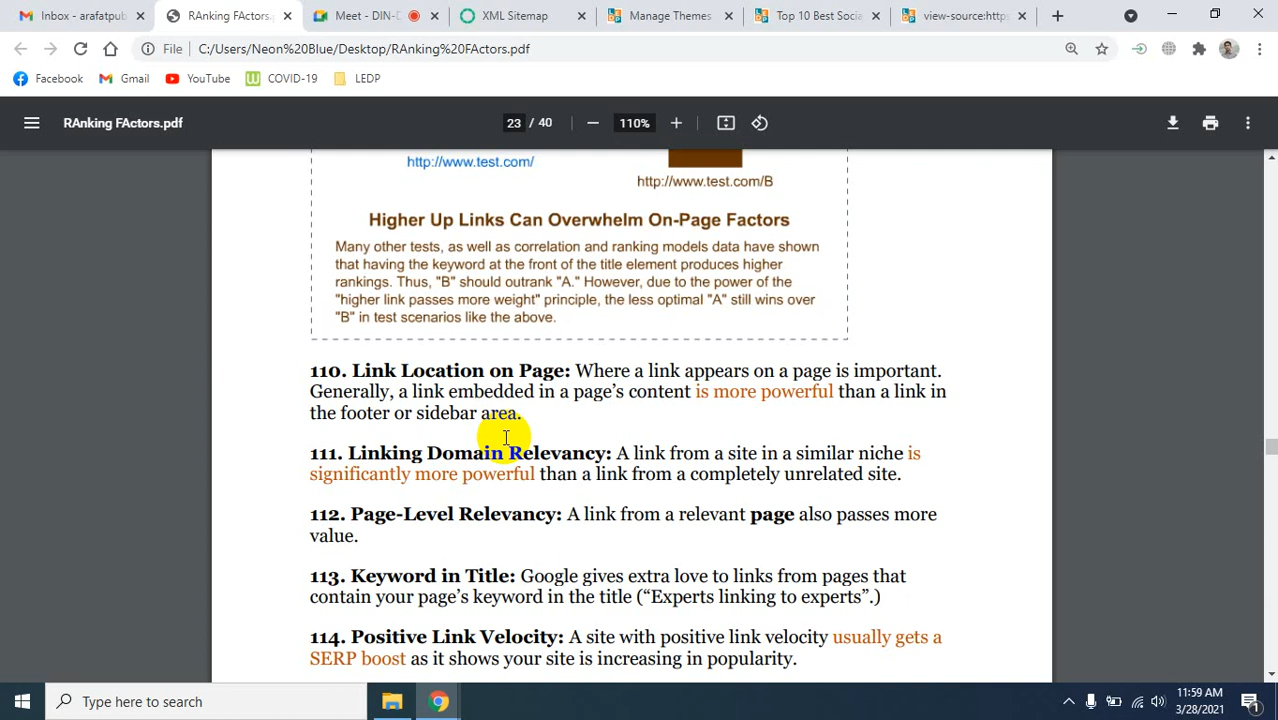 Inbox - arafatpub
RAnking FActors.p
Meet - DIN-D
XML Sitemap
Manage Themes
Top 10 Best Socia
view-source:https
File
C:/Users/Neon%20Blue/Desktop/RAnking%20FActors.pdf
Facebook
Gmail
YouTube
COVID-19
LEDP
RAnking FActors.pdf
23 / 40
110%
http://www.test.com/
http://www.test.com/B
Higher Up Links Can Overwhelm On-Page Factors
Many other tests, as well as correlation and ranking models data have shown
that having the keyword at the front of the title element produces higher
rankings. Thus, "B" should outrank "A." However, due to the power of the
"higher link passes more weight" principle, the less optimal "A" still wins over
"B" in test scenarios like the above.
110. Link Location on Page: Where a link appears on a page is important.
Generally, a link embedded in a page’s content is more powerful than a link in
the footer or sidebar area.
111. Linking Domain Relevancy: A link from a site in a similar niche is
significantly more powerful than a link from a completely unrelated site.
112. Page-Level Relevancy: A link from a relevant page also passes more
value.
113. Keyword in Title: Google gives extra love to links from pages that
contain your page’s keyword in the title (“Experts linking to experts”.)
114. Positive Link Velocity: A site with positive link velocity usually gets a
SERP boost as it shows your site is increasing in popularity.
Type here to search
11:59 AM
3/28/2021